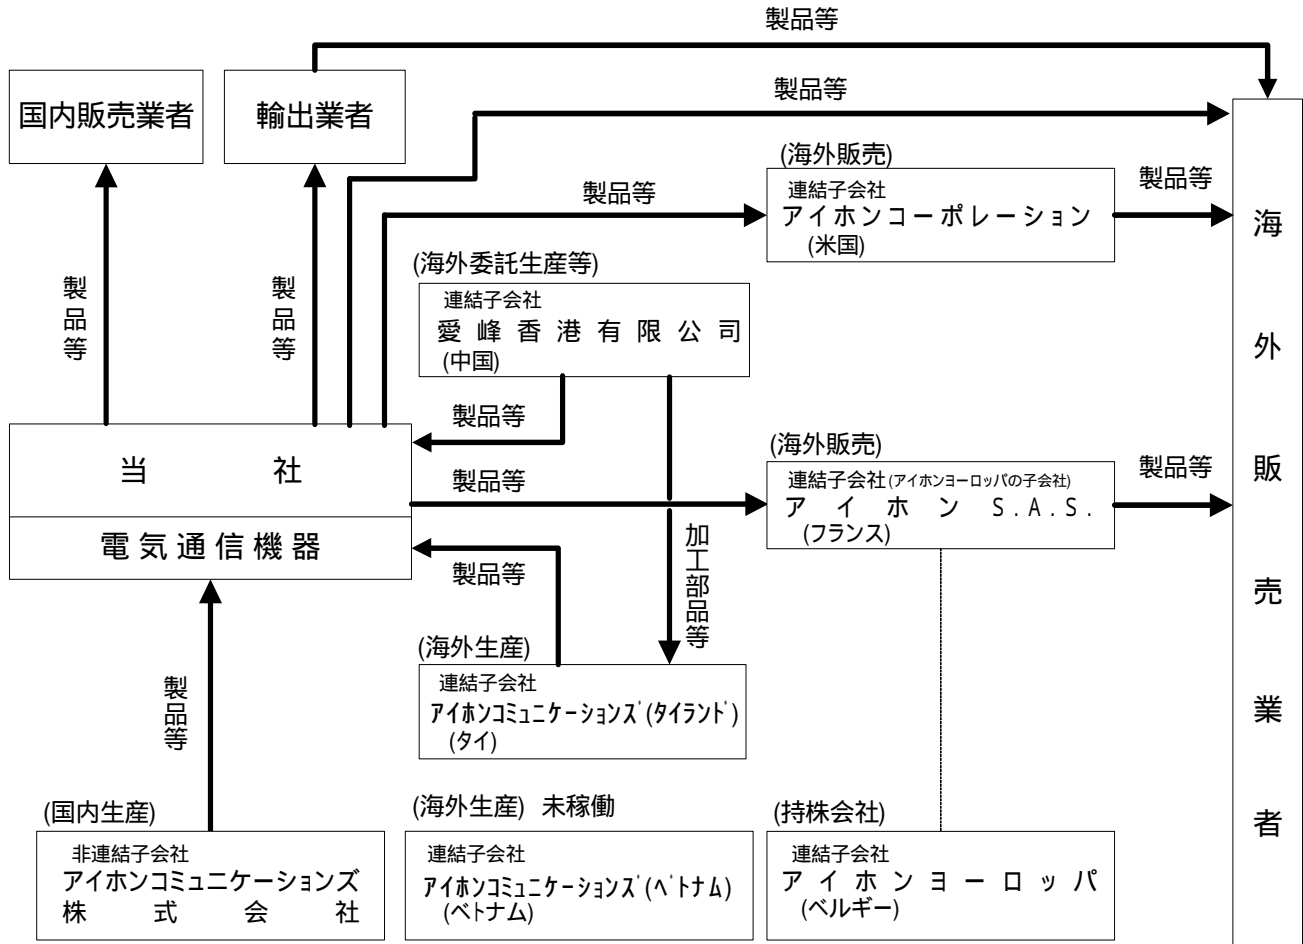 製品等
国内販売業者
輸出業者
製品等
(海外販売)
連結子会社
アイホンコーポレーション
(米国)
製品等
製品等
海外販売業者
製品等
製品等
(海外委託生産等)
連結子会社
愛峰香港有限公司
(中国)
製品等
当社
電気通信機器
製品等
(海外販売)
連結子会社(アイホンヨーロッパの子会社)
アイホン S.A.S.
(フランス)
製品等
製品等
加工部品等
(海外生産)
連結子会社
アイホンコミュニケーションズ(タイランド)
(タイ)
製品等
(国内生産)
非連結子会社
アイホンコミュニケーションズ
株式会社
(海外生産) 未稼働
連結子会社
アイホンコミュニケーションズ(ベトナム)
(ベトナム)
(持株会社)
連結子会社
アイホンヨーロッパ
(ベルギー)